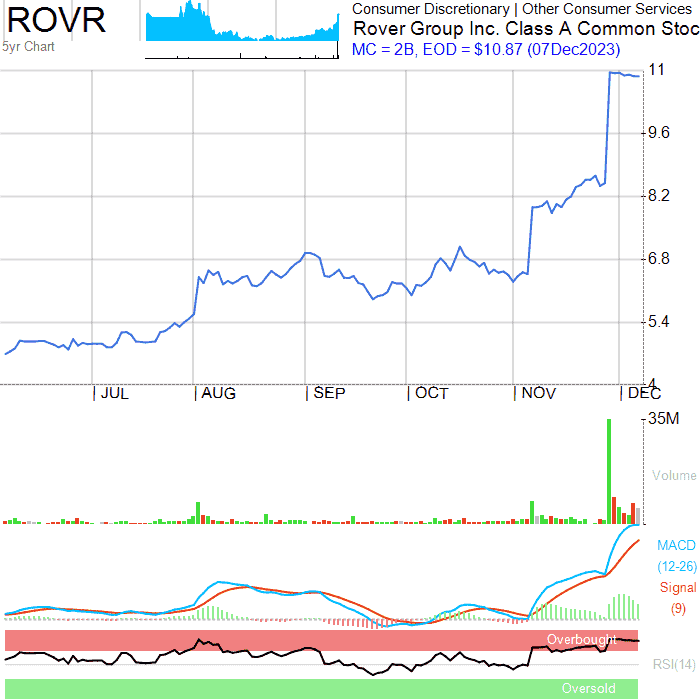 ROVR
5yr Chart
Consumer Discretionary | Other Consumer Services
Rover Group Inc. Class A Common Stoc
MC = 2B, EOD = $10.87 (07Dec2023)
11
9.6
8.2
6.8
5.4
4
JUL AUG SEP OCT NOV DEC
35M
Volume
MACD
(12-26)
Signal
(9)
Overbought
RSI(14)
Oversold